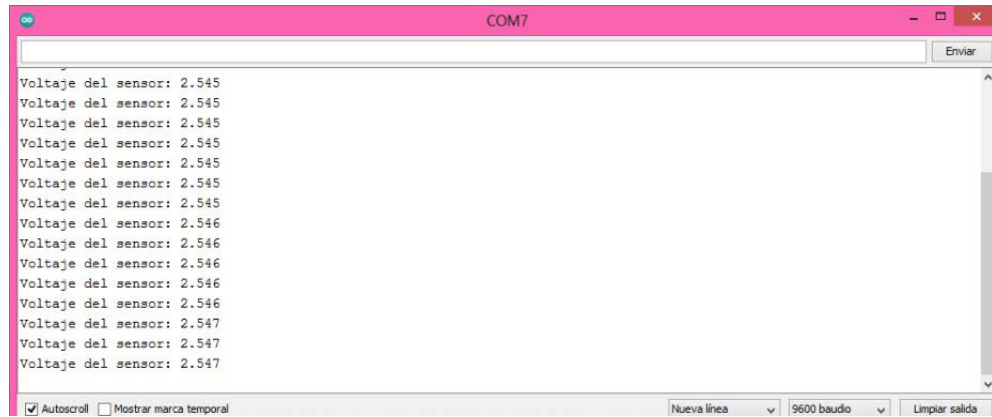 COM7
Enviar
Voltaje del sensor: 2.545
Voltaje del sensor: 2.545
Voltaje del sensor: 2.545
Voltaje del sensor: 2.545
Voltaje del sensor: 2.545
Voltaje del sensor: 2.545
Voltaje del sensor: 2.545
Voltaje del sensor: 2.546
Voltaje del sensor: 2.546
Voltaje del sensor: 2.546
Voltaje del sensor: 2.546
Voltaje del sensor: 2.546
Voltaje del sensor: 2.547
Voltaje del sensor: 2.547
Voltaje del sensor: 2.547
Autoscroll Mostrar marca temporal Nueva línea 9600 baudio Limpiar salida